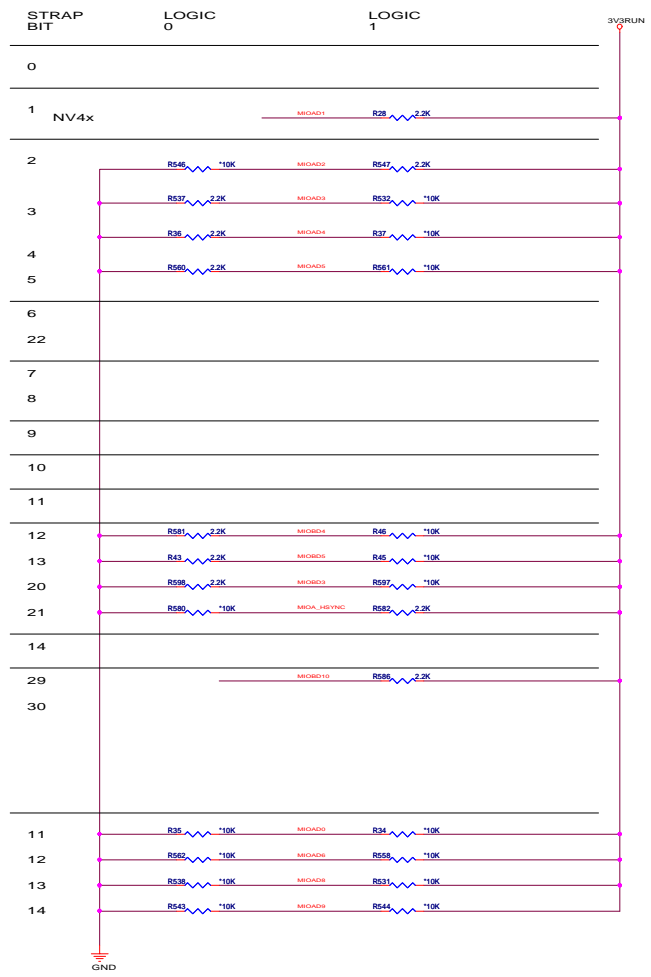 STRAP BIT LOGIC 0 LOGIC 1 3V3RUN
0
1 NV4x MIOAD1 R28 2.2K
2 R546 *10K MIOAD2 R547 2.2K
R537 2.2K MIOAD3 R532 *10K
3
R36 2.2K MIOAD4 R37 *10K
4
R560 2.2K MIOAD5 R561 *10K
5
6
22
7
8
9
10
11
12 R581 2.2K MIOBD4 R46 *10K
13 R43 2.2K MIOBD5 R45 *10K
20 R598 2.2K MIOBD3 R597 *10K
21 R580 *10K MIOA_HSYNC R582 2.2K
14
29 MIOBD10 R586 2.2K
30
11 R35 *10K MIOAD0 R34 *10K
12 R562 *10K MIOAD6 R558 *10K
13 R538 *10K MIOAD8 R531 *10K
14 R543 *10K MIOAD9 R544 *10K
GND